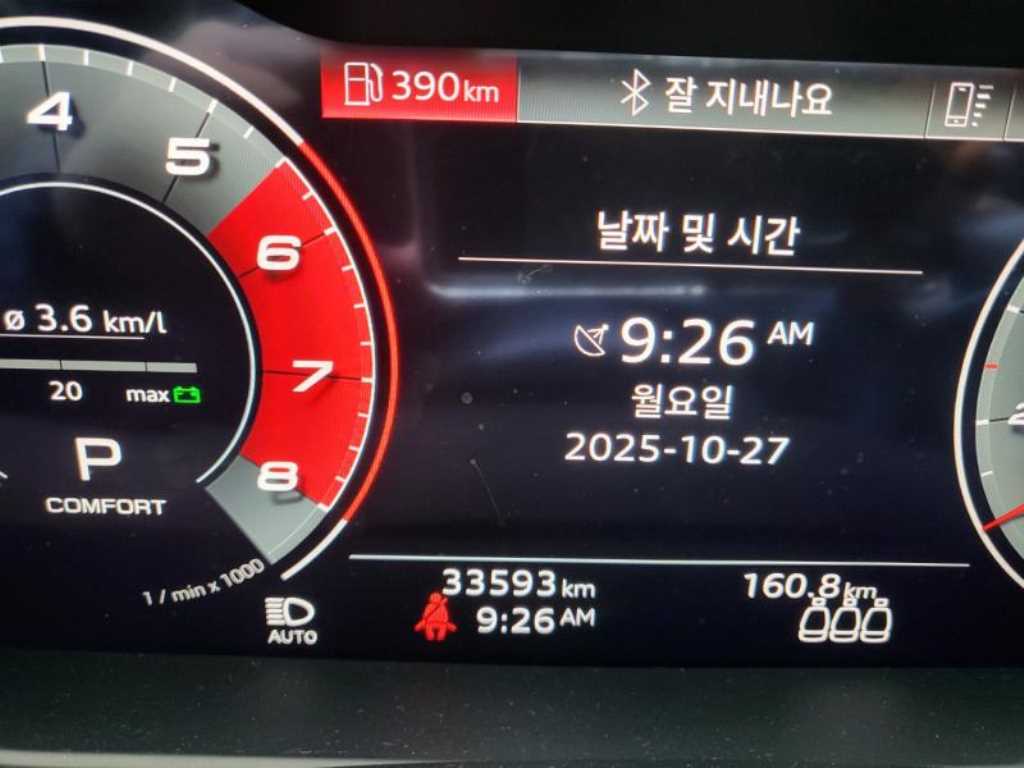 390km
잘 지내나요
날짜 및 시간
9:26 AM
월요일
2025-10-27
4
5
6
7
8
ø 3.6 km/l
20
max
P
COMFORT
1 / min x 1000
AUTO
33593 km
9:26 AM
160.8 km
2